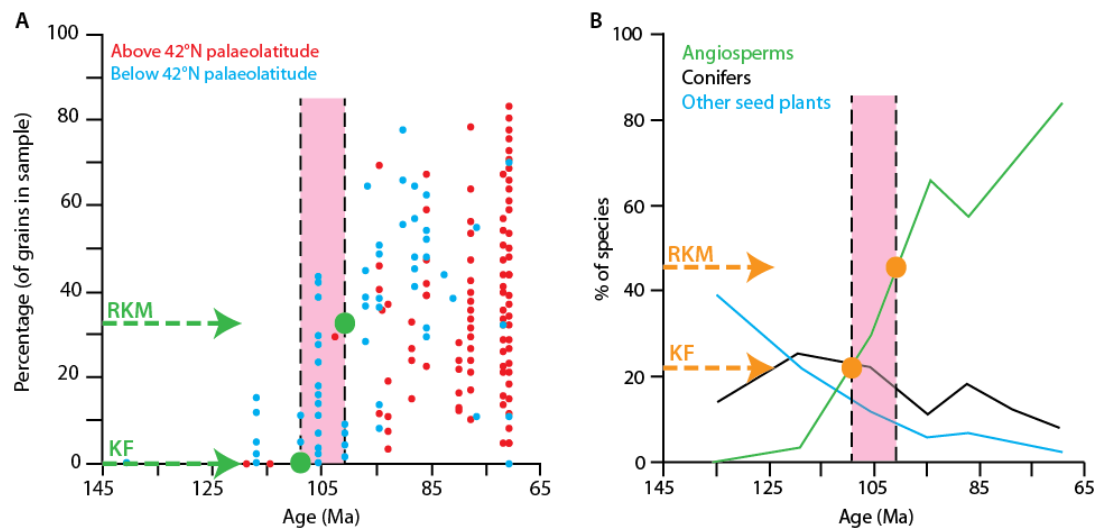 A
100
80
60
40
20
0
Percentage (of grains in sample)
Above 42°N palaeolatitude
Below 42°N palaeolatitude
RKM
KF
145
125
105
85
65
Age (Ma)
B
100
80
60
40
20
0
% of species
Angiosperms
Conifers
Other seed plants
RKM
KF
145
125
105
85
65
Age (Ma)